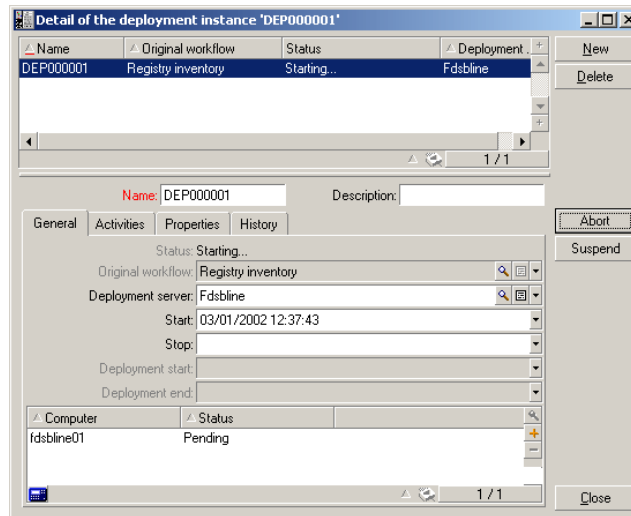 Detail of the deployment instance 'DEP000001'
Name Original workflow Status Deployment .
DEP000001 Registry inventory Starting... Fdsbline
1 / 1
New
Delete
Name: DEP000001 Description:
General Activities Properties History
Abort
Suspend
Status: Starting...
Original workflow: Registry inventory
Deployment server: Fdsbline
Start: 03/01/2002 12:37:43
Stop:
Deployment start:
Deployment end:
Computer Status
fdsbline01 Pending
1 / 1
Close